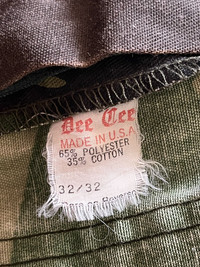 Dee Cee
MADE IN U.S.A
65% POLYESTER
35% COTTON
32/32